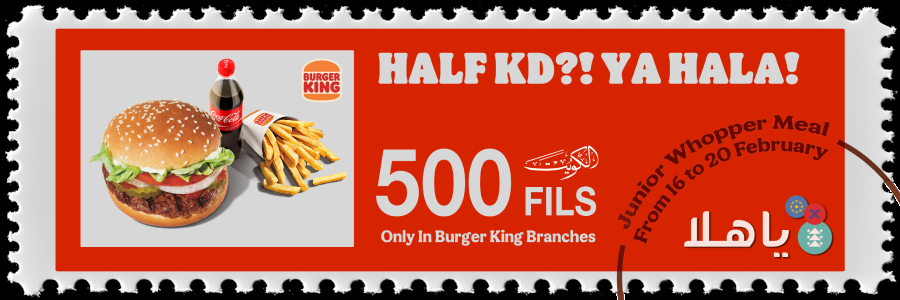 HALF KD?! YA HALA!
BURGER
KING
Coca-Cola
500 FILS
الكويت
Only In Burger King Branches
Junior Whopper Meal
From 16 to 20 February
ياهلا